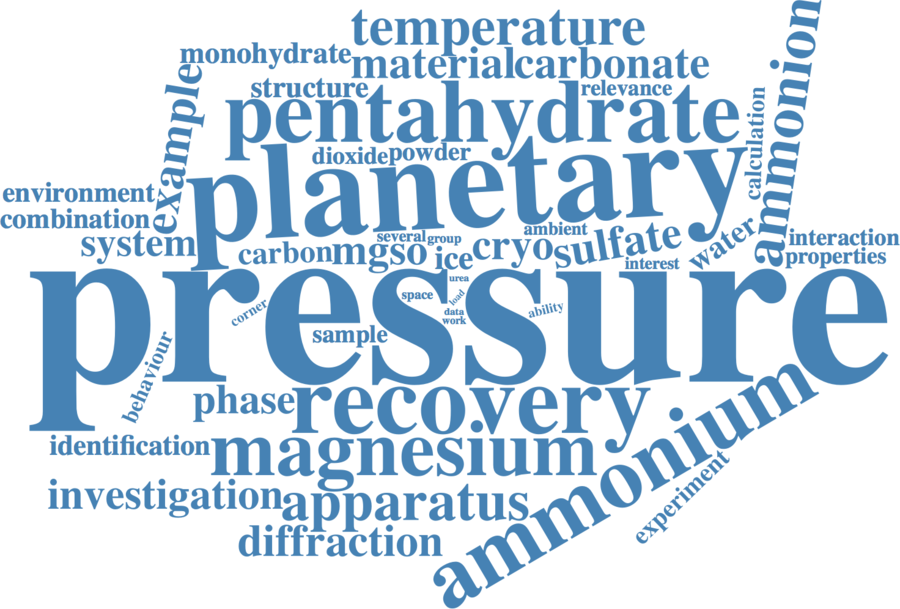 temperature
monohydrate
materialcarbonate
structure
relevance
pentahydrate
example
calculation
ammonion
dioxide
powder
planetary
environment
combination
system
several
group
ambient
carbon
mgso
ice
cryo
sulfate
water
interaction
properties
interest
urea
pressure
space
load
corner
data
work
ability
sample
behaviour
phase
recovery
identification
magnesium
ammonium
investigation
apparatus
experiment
diffraction